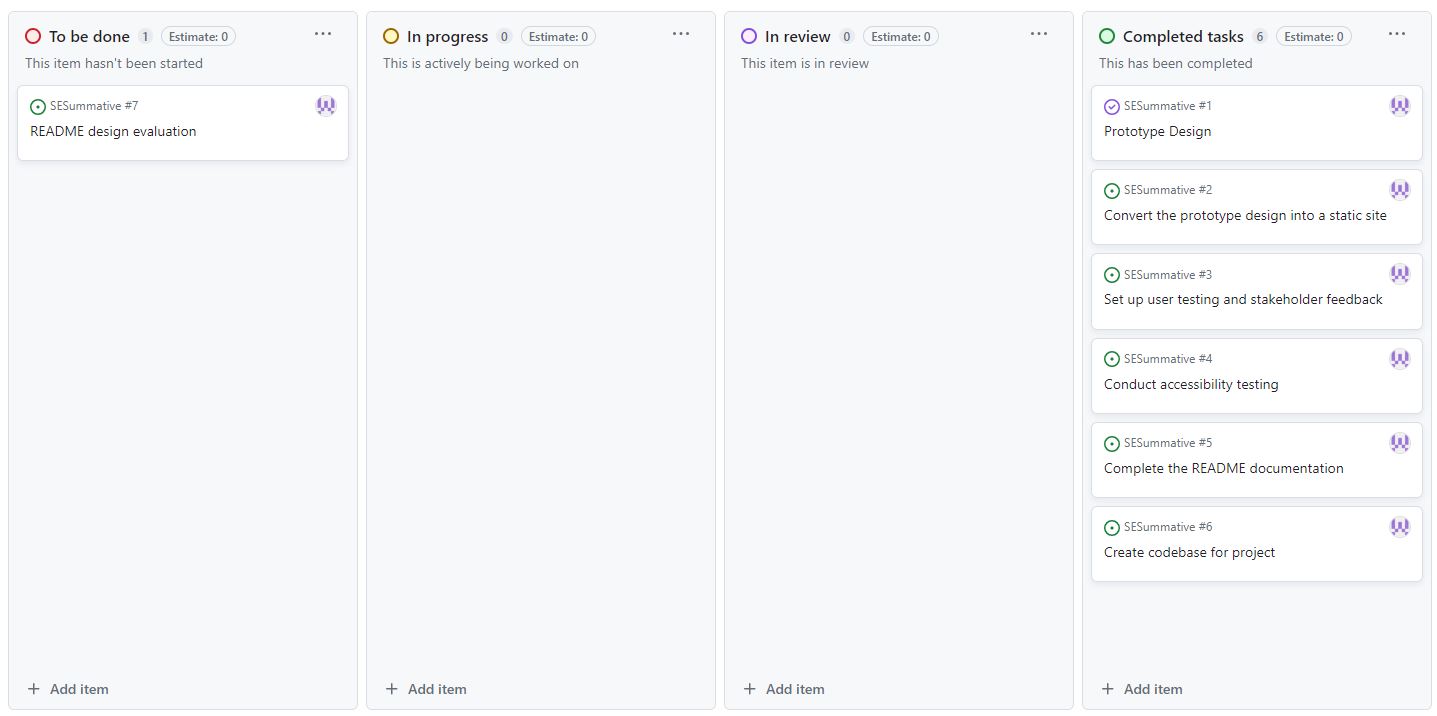 To be done 1 Estimate: 0 ...
This item hasn't been started
SESummative #7
README design evaluation
+ Add item
In progress 0 Estimate: 0 ...
This is actively being worked on
+ Add item
In review 0 Estimate: 0 ...
This item is in review
+ Add item
Completed tasks 6 Estimate: 0 ...
This has been completed
SESummative #1
Prototype Design
SESummative #2
Convert the prototype design into a static site
SESummative #3
Set up user testing and stakeholder feedback
SESummative #4
Conduct accessibility testing
SESummative #5
Complete the README documentation
SESummative #6
Create codebase for project
+ Add item